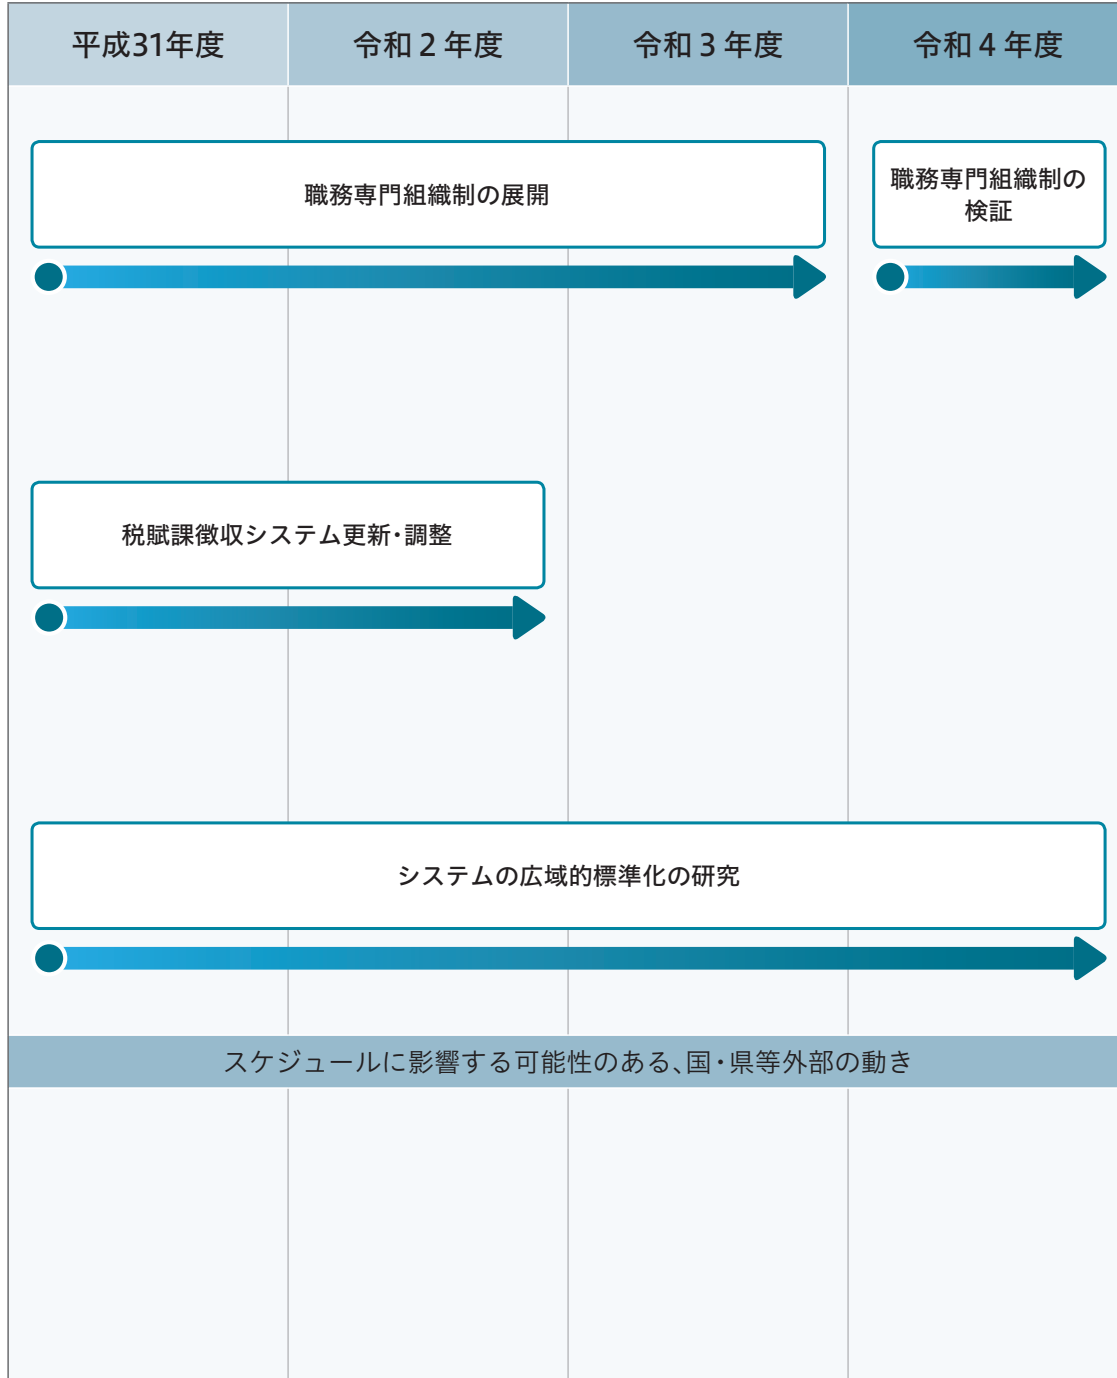 平成31年度 令和２年度 令和３年度 令和４年度
職務専門組織制の展開
職務専門組織制の
検証
税賦課徴収システム更新・調整
システムの広域的標準化の研究
スケジュールに影響する可能性のある、国・県等外部の動き